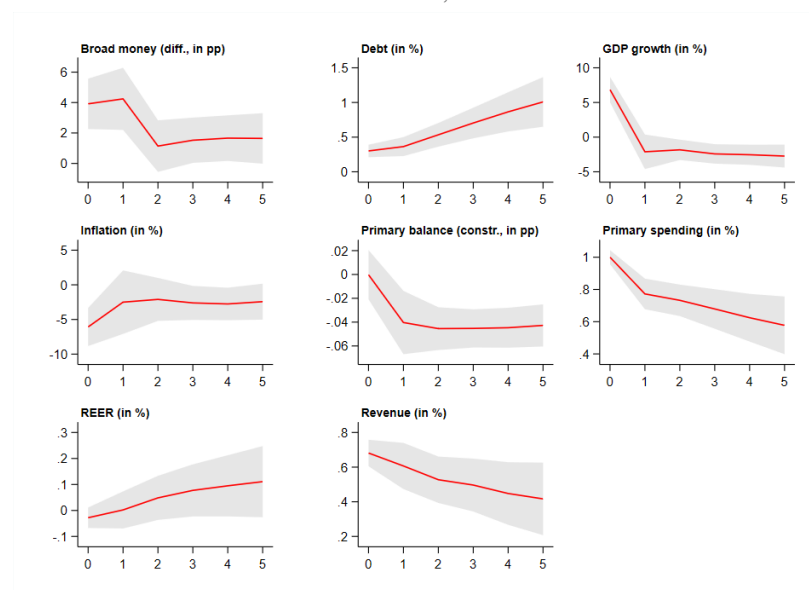 Broad money (diff., in pp)
6
4
2
0
0 1 2 3 4 5
Debt (in %)
1.5
1
.5
0
0 1 2 3 4 5
GDP growth (in %)
10
5
0
-5
0 1 2 3 4 5
Inflation (in %)
5
0
-5
-10
0 1 2 3 4 5
Primary balance (constr., in pp)
.02
0
-.02
-.04
-.06
0 1 2 3 4 5
Primary spending (in %)
1
.8
.6
.4
0 1 2 3 4 5
REER (in %)
.3
.2
.1
0
-.1
0 1 2 3 4 5
Revenue (in %)
.8
.6
.4
.2
0 1 2 3 4 5